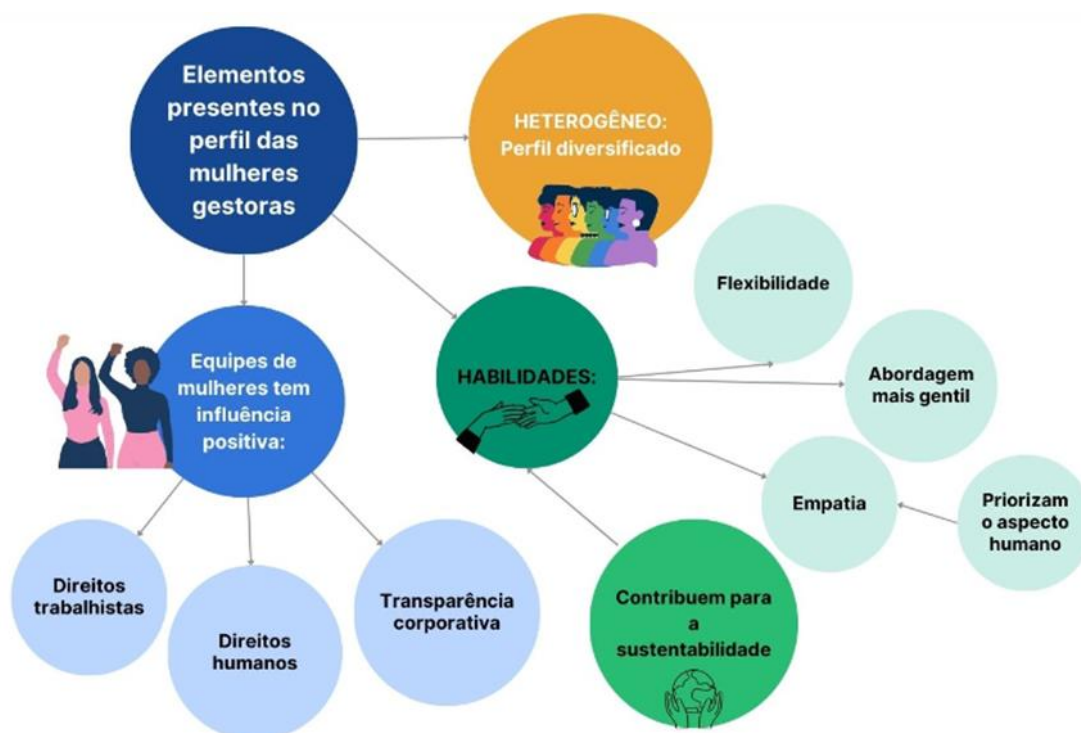 Elementos
presentes no
perfil das
mulheres
gestoras
HETEROGÊNEO:
Perfil diversificado
Flexibilidade
Equipes de
mulheres tem
influência
positiva:
HABILIDADES:
Abordagem
mais gentil
Empatia
Priorizam
o aspecto
humano
Direitos
trabalhistas
Direitos
humanos
Transparência
corporativa
Contribuem para
a
sustentabilidade